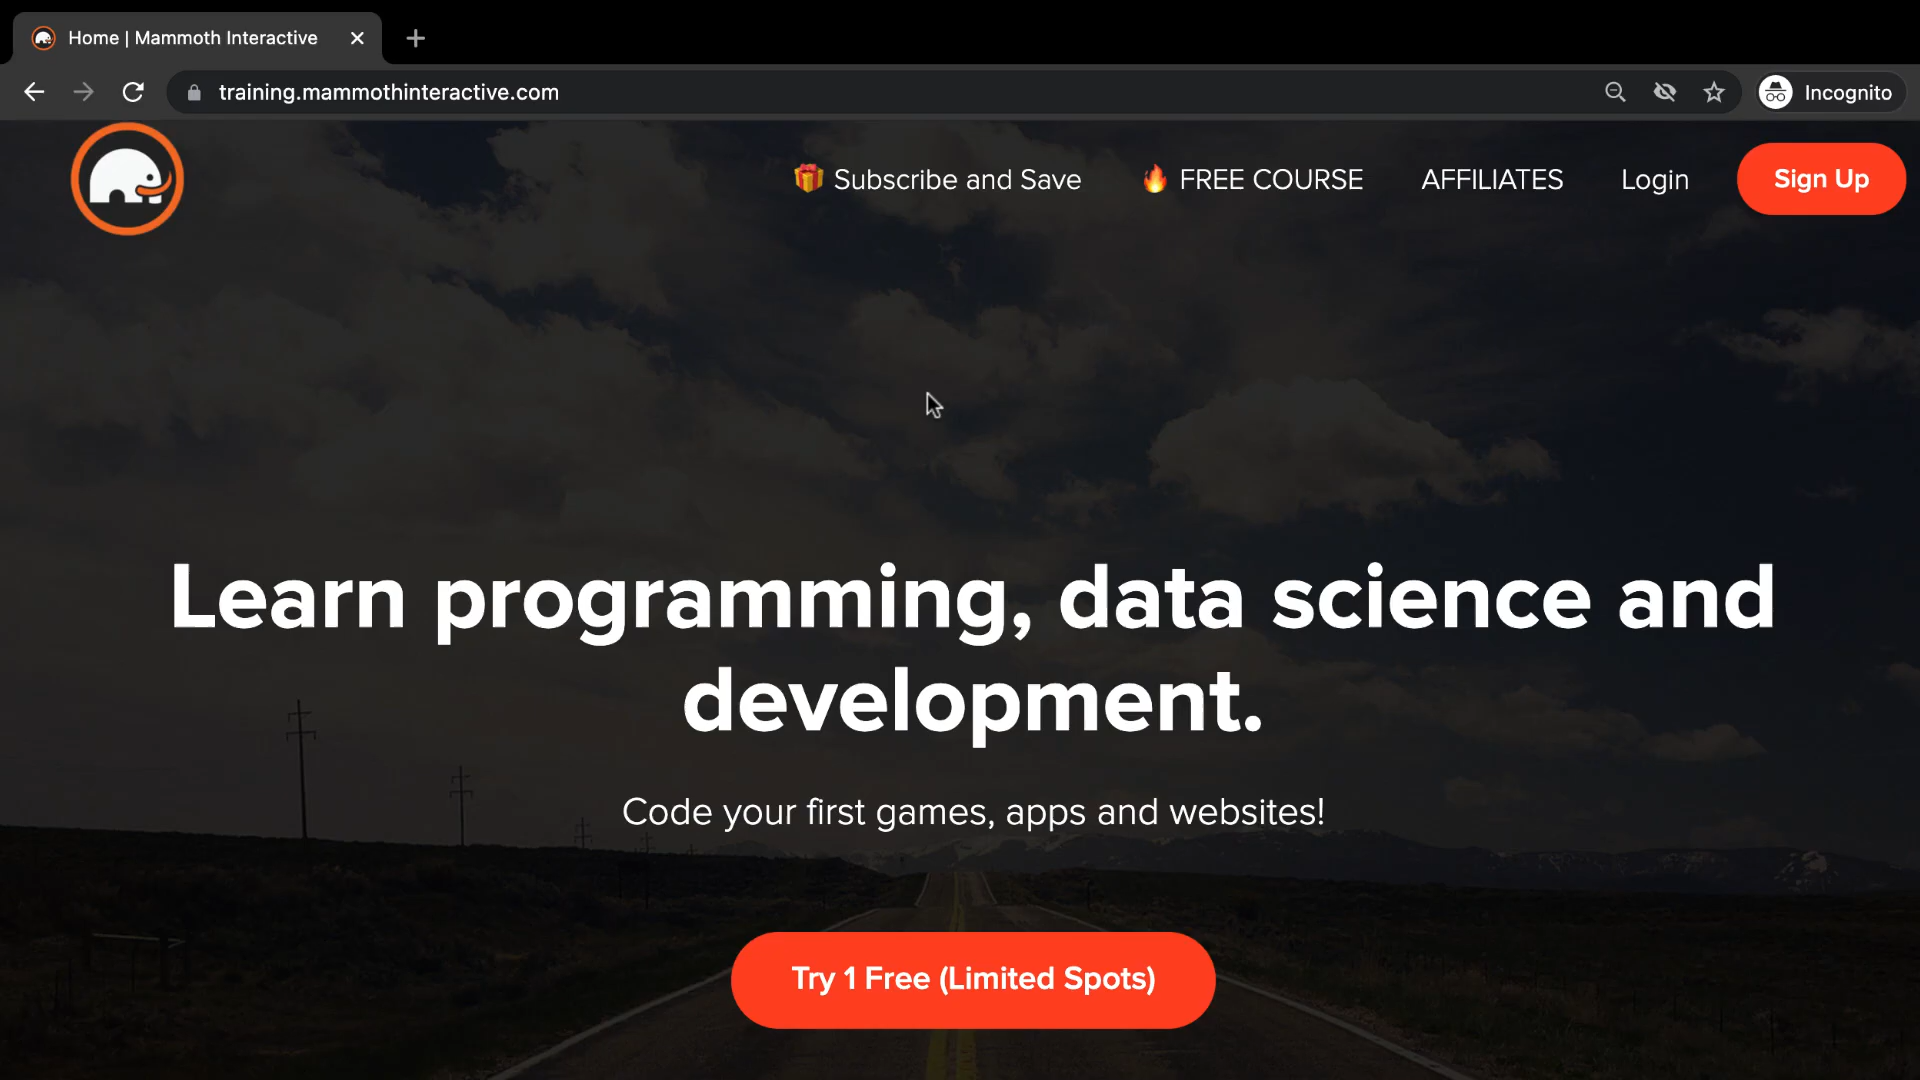 Home | Mammoth Interactive
training.mammothinteractive.com
Incognito
Subscribe and Save
FREE COURSE
AFFILIATES
Login
Sign Up
Learn programming, data science and
development.
Code your first games, apps and websites!
Try 1 Free (Limited Spots)